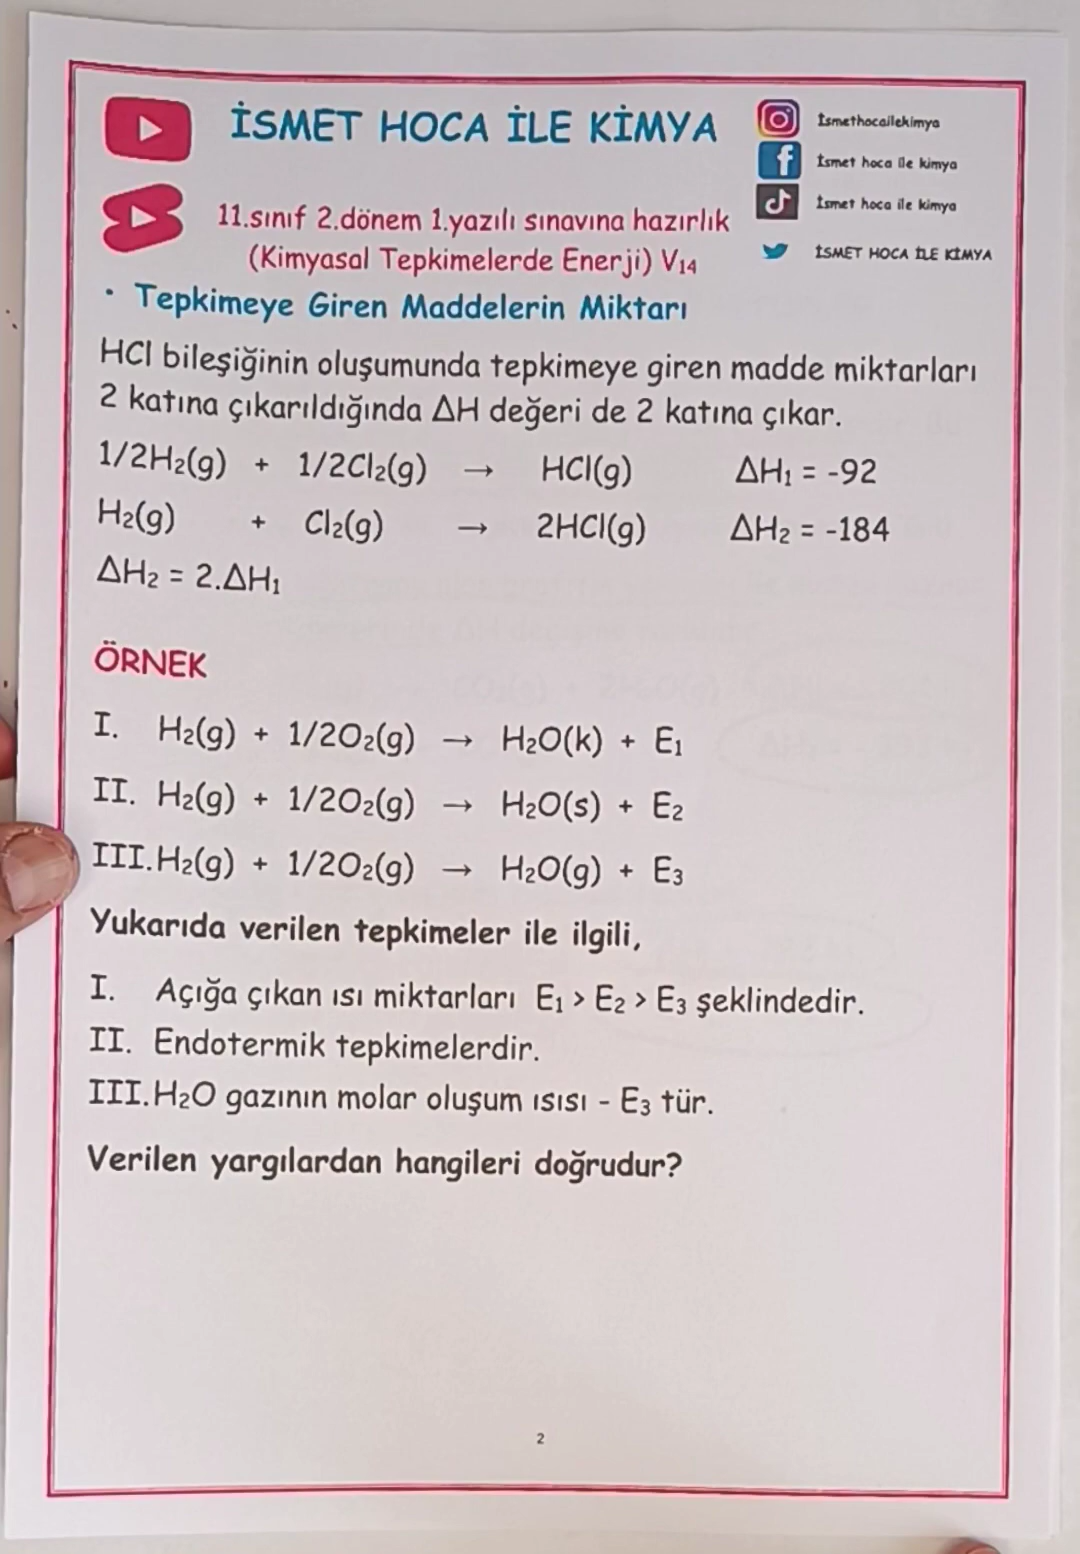 İSMET HOCA İLE KİMYA
İsmethocailekimya
İsmet hoca ile kimya
İsmet hoca ile kimya
İSMET HOCA İLE KİMYA
11.sınıf 2.dönem 1.yazılı sınavına hazırlık
(Kimyasal Tepkimelerde Enerji) V14
• Tepkimeye Giren Maddelerin Miktarı
HCl bileşiğinin oluşumunda tepkimeye giren madde miktarları
2 katına çıkarıldığında ΔH değeri de 2 katına çıkar.
1/2H₂(g) + 1/2Cl₂(g) → HCl(g) ΔH₁ = -92
H₂(g) + Cl₂(g) → 2HCl(g) ΔH₂ = -184
ΔH₂ = 2.ΔH₁
ÖRNEK
I. H₂(g) + 1/2O₂(g) → H₂O(k) + E₁
II. H₂(g) + 1/2O₂(g) → H₂O(s) + E₂
III. H₂(g) + 1/2O₂(g) → H₂O(g) + E₃
Yukarıda verilen tepkimeler ile ilgili,
I. Açığa çıkan ısı miktarları E₁ > E₂ > E₃ şeklindedir.
II. Endotermik tepkimelerdir.
III. H₂O gazının molar oluşum ısısı - E₃ tür.
Verilen yargılardan hangileri doğrudur?
2